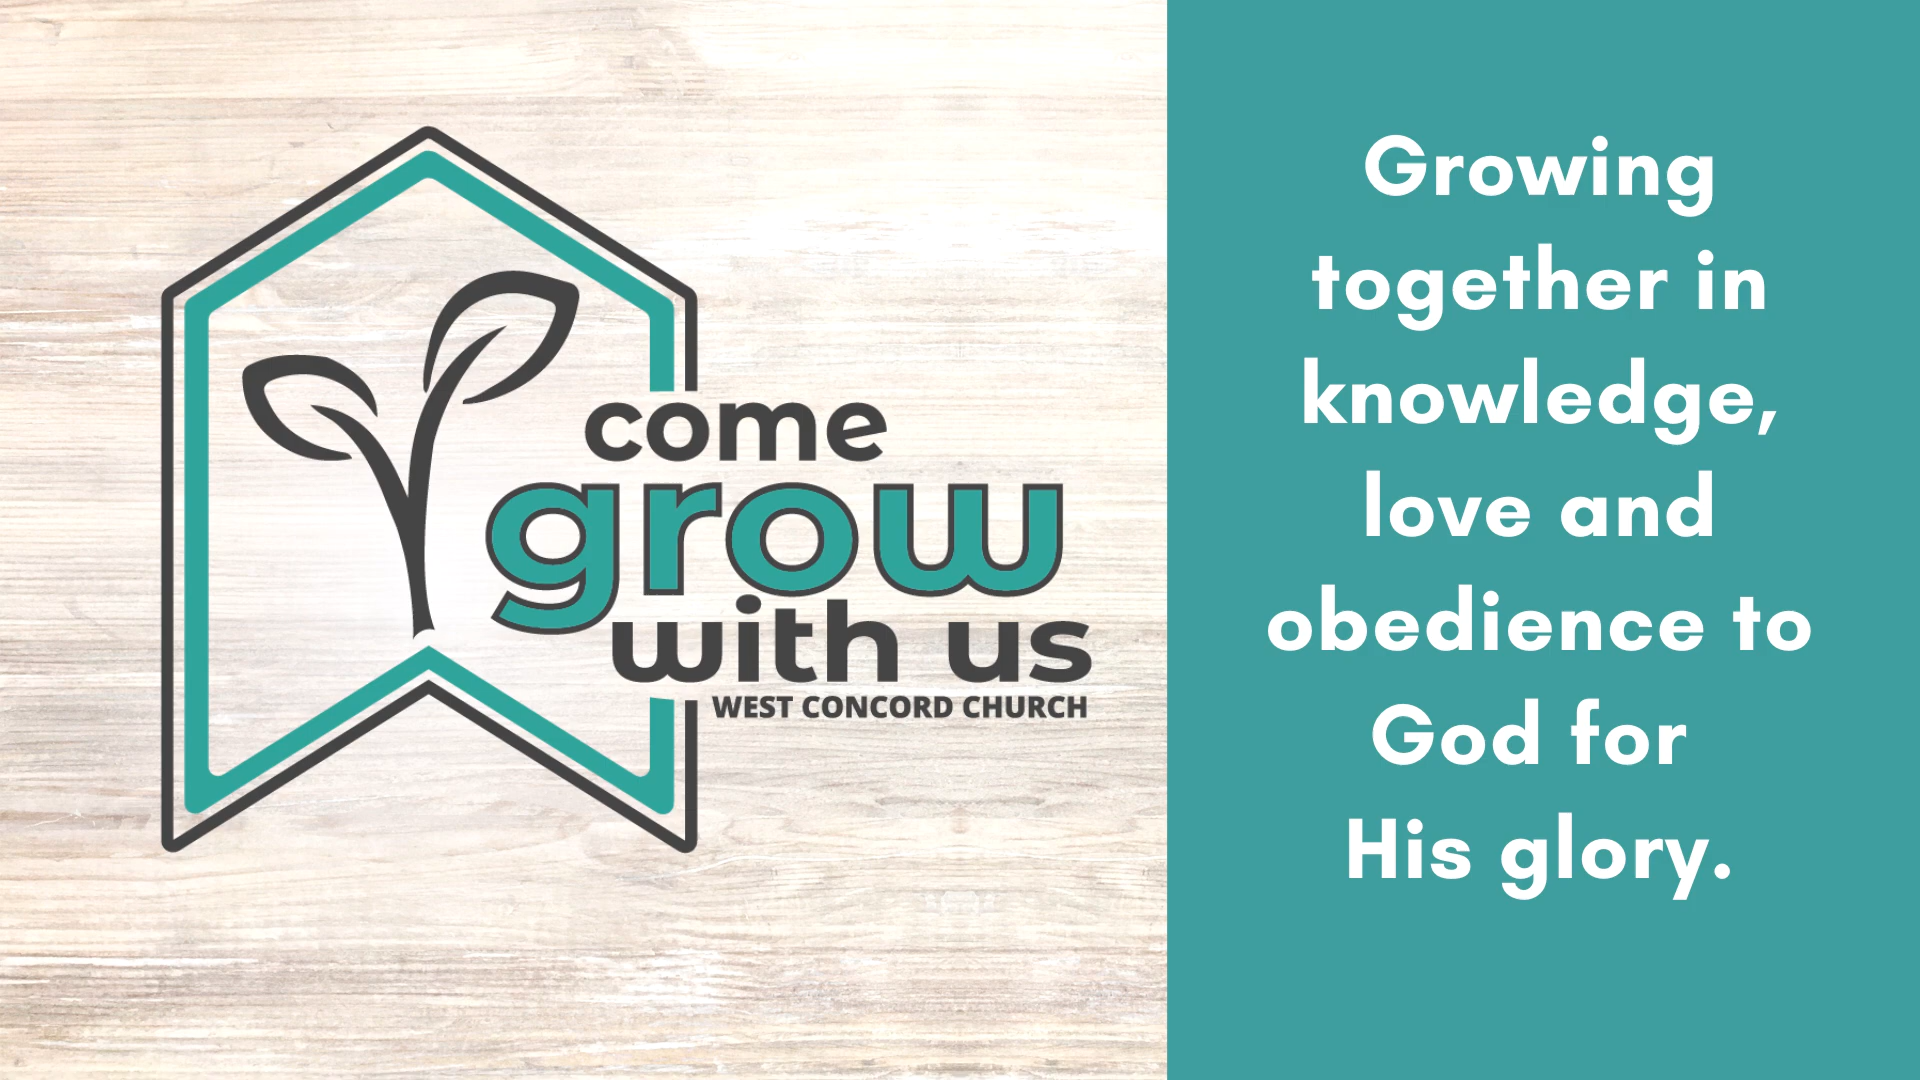 come
grow
with us
WEST CONCORD CHURCH
Growing
together in
knowledge,
love and
obedience to
God for
His glory.